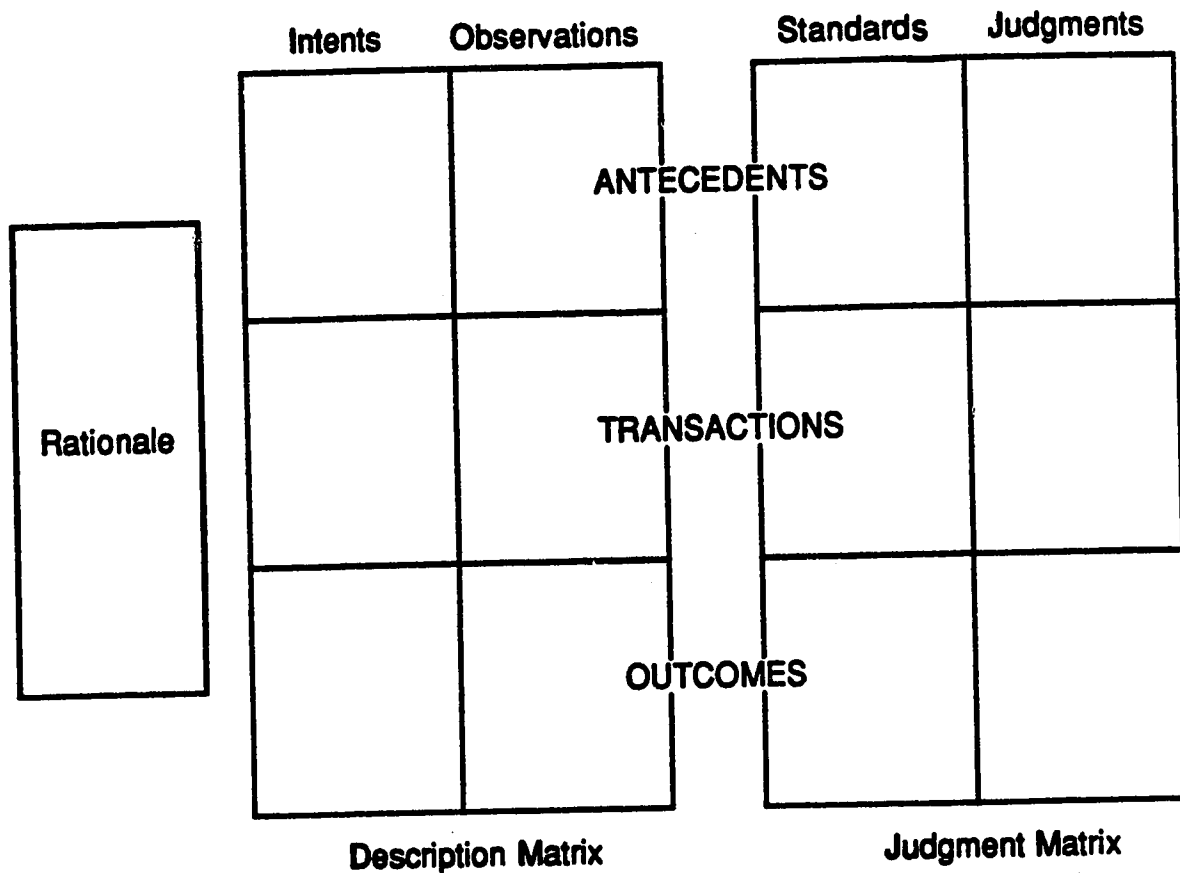 Intents Observations Standards Judgments
ANTECEDENTS
Rationale
TRANSACTIONS
OUTCOMES
Description Matrix Judgment Matrix